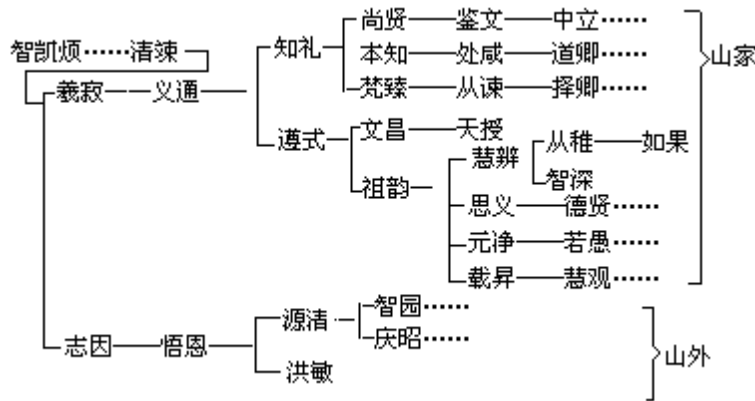 尚贤——鉴文——中立……
智凯烦……清竦
知礼
本知——处咸——道卿……
山家
梵臻——从谏——择卿……
羲寂——义通
遵式
文昌——天授
从稚——如果
慧辨
智深
祖韵
思义——德贤……
元净——若愚……
载昇——慧观……
智园……
源清
志因——悟恩
庆昭……
山外
洪敏